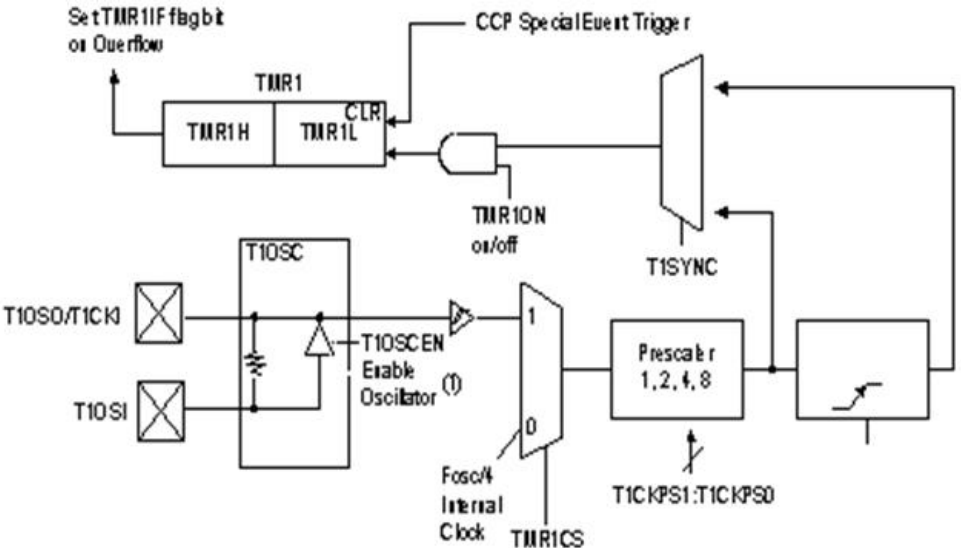 Set TMR1IF flag bit
on Overflow
CCP Special Event Trigger
TMR1
CLR
TMR1H
TMR1L
TMR1ON
on/off
T1SYNC
T1OSC
T1OSO/T1CKI
T1OSCEN
Enable
Oscillator (1)
T1OSI
1
0
Prescaler
1, 2, 4, 8
Fosc/4
Internal
Clock
TMR1CS
T1CKPS1:T1CKPS0